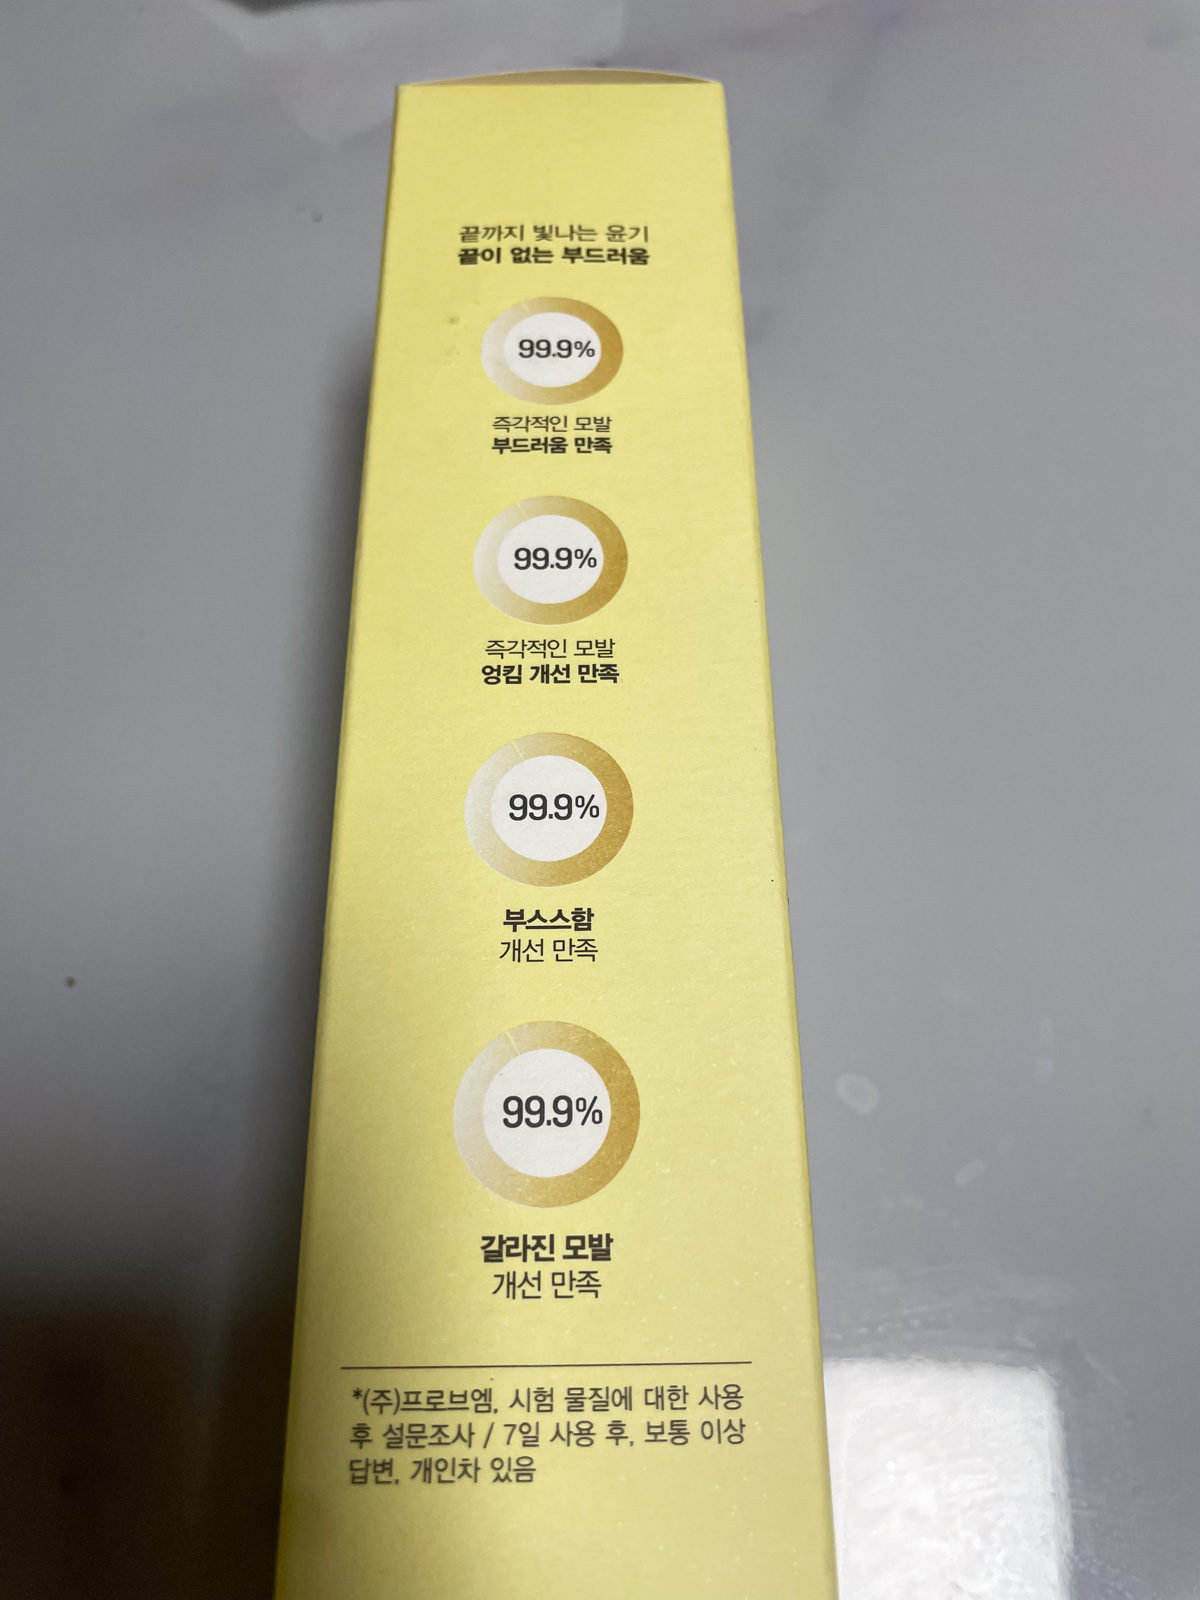 끝까지 빛나는 윤기
끝이 없는 부드러움
99.9%
즉각적인 모발
부드러움 만족
99.9%
즉각적인 모발
엉킴 개선 만족
99.9%
부스스함
개선 만족
99.9%
갈라진 모발
개선 만족
*(주)프로브엠, 시험 물질에 대한 사용
후 설문조사 / 7일 사용 후, 보통 이상
답변, 개인차 있음